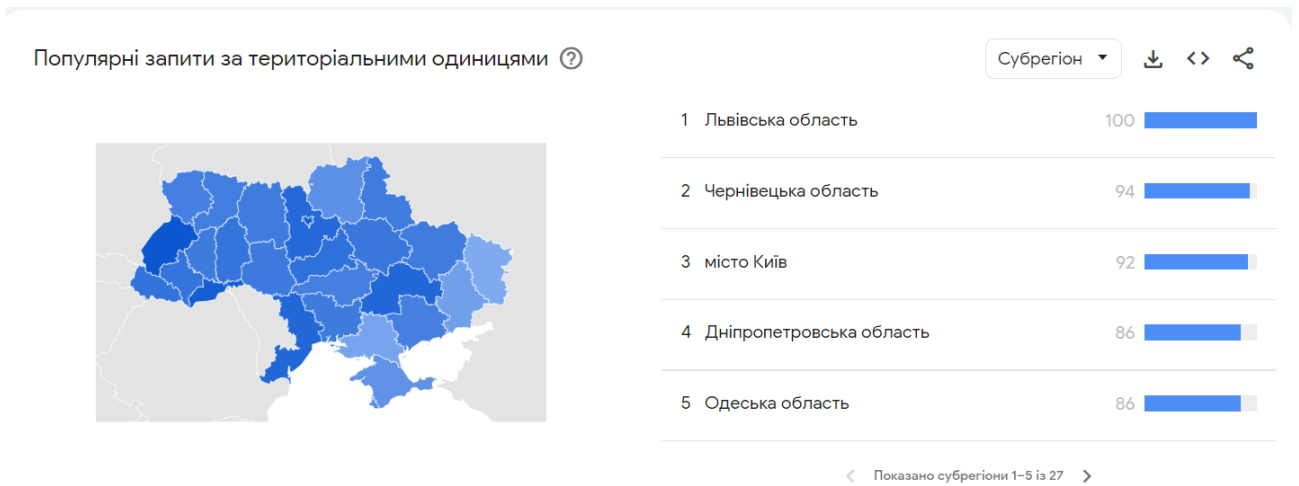 Популярні запити за територіальними одиницями
Субрегіон
1 Львівська область 100
2 Чернівецька область 94
3 місто Київ 92
4 Дніпропетровська область 86
5 Одеська область 86
Показано субрегіони 1–5 із 27